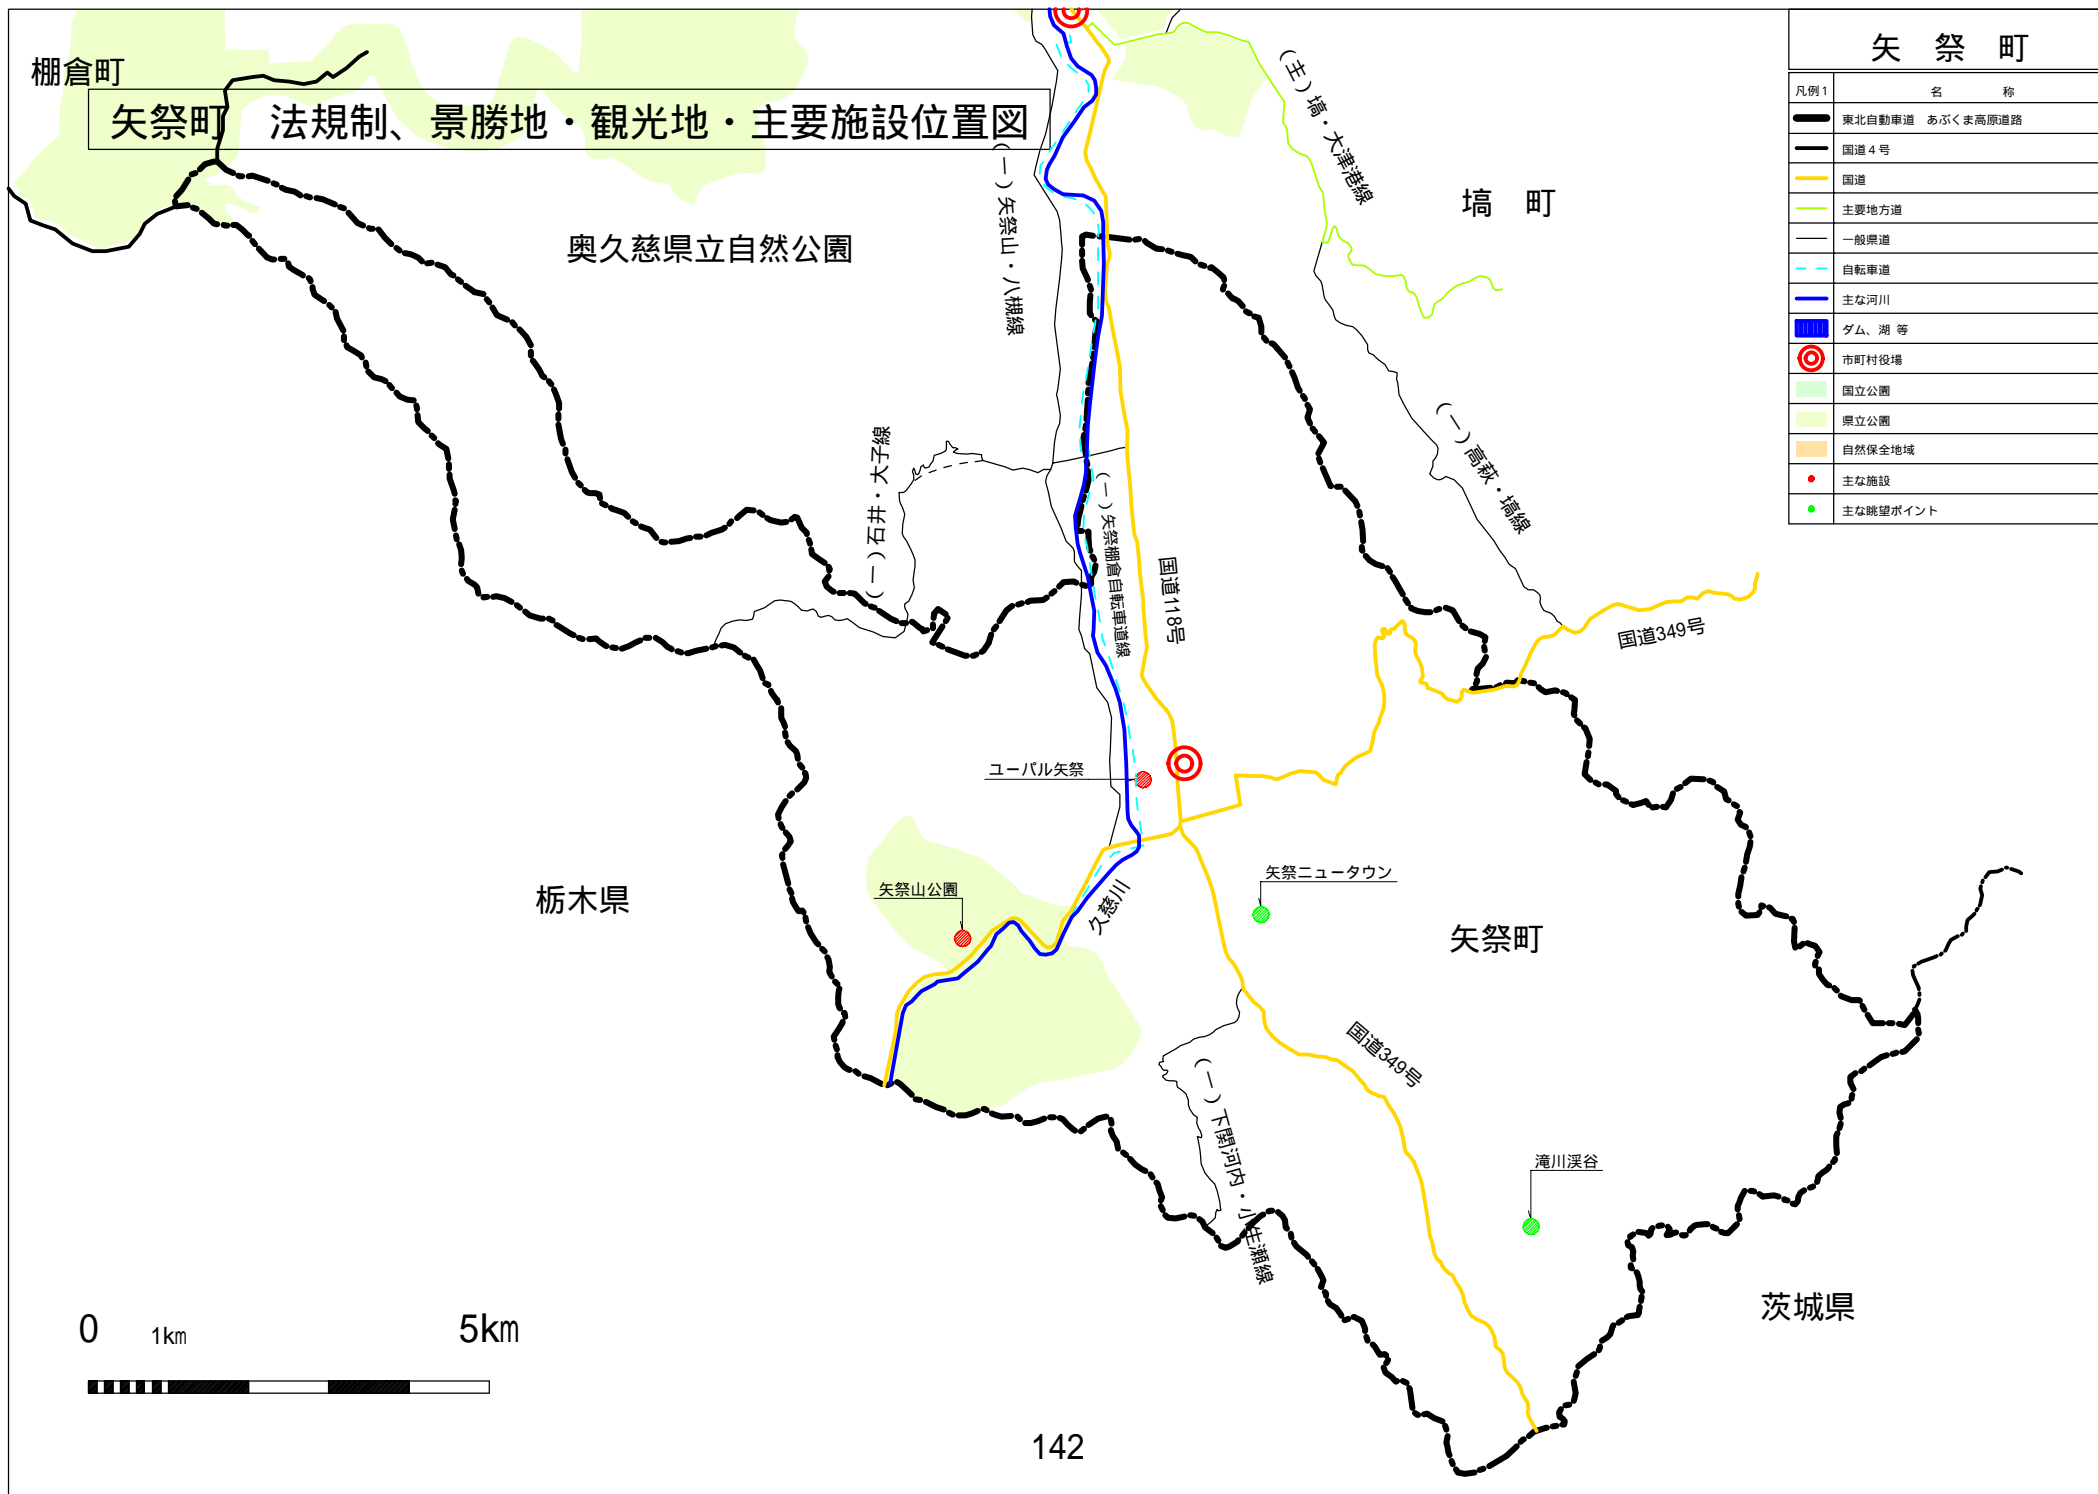 棚倉町
矢祭町　法規制、景勝地・観光地・主要施設位置図
奥久慈県立自然公園
(一)矢祭山・八槻線
(主)塙・大津港線
塙　町
(一)石井・大子線
(一)高萩・塙線
(一)矢祭棚倉自転車道線
国道118号
国道349号
ユーパル矢祭
矢祭山公園
久慈川
矢祭ニュータウン
栃木県
矢祭町
国道349号
(一)下関河内・小生瀬線
滝川渓谷
茨城県
0　1km　5km
142
矢　祭　町
凡例1　名　称
東北自動車道　あぶくま高原道路
国道4号
国道
主要地方道
一般県道
自転車道
主な河川
ダム、湖 等
市町村役場
国立公園
県立公園
自然保全地域
主な施設
主な眺望ポイント